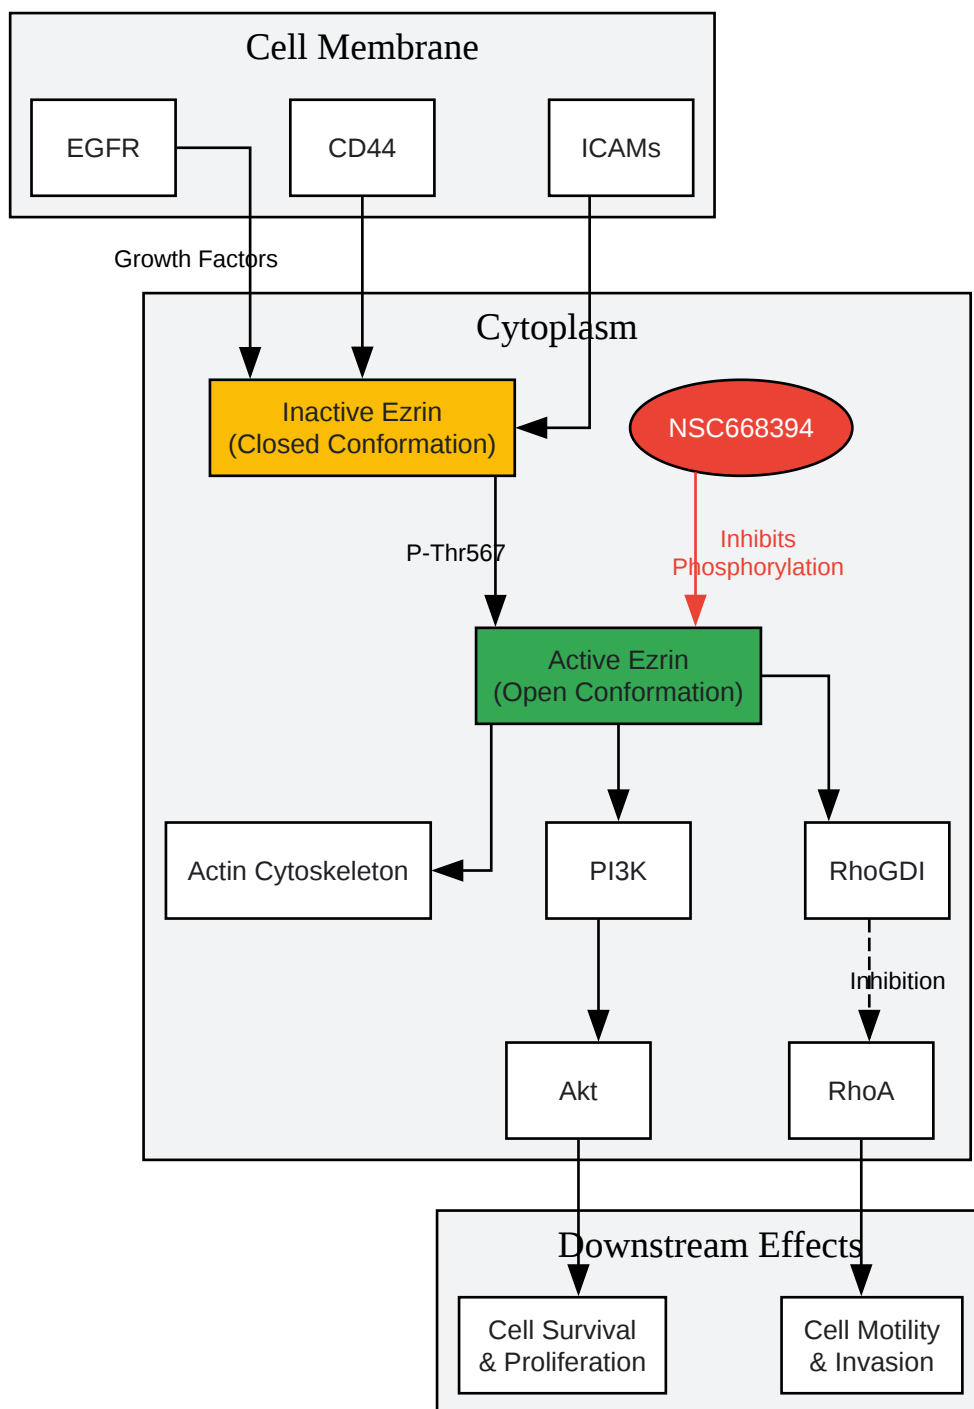 Cell Membrane
EGFR
CD44
ICAMs
Growth Factors
Cytoplasm
Inactive Ezrin
(Closed Conformation)
NSC668394
P-Thr567
Inhibits
Phosphorylation
Active Ezrin
(Open Conformation)
Actin Cytoskeleton
PI3K
RhoGDI
Inhibition
Akt
RhoA
Downstream Effects
Cell Survival
& Proliferation
Cell Motility
& Invasion